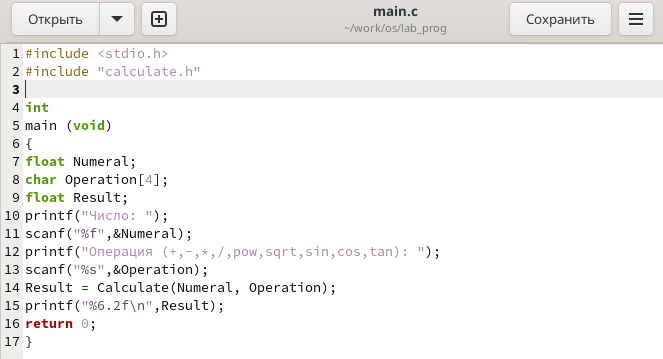 Открыть
main.c
~/work/os/lab_prog
Сохранить
1 #include <stdio.h>
2 #include "calculate.h"
3
4 int
5 main (void)
6 {
7 float Numeral;
8 char Operation[4];
9 float Result;
10 printf("Число: ");
11 scanf("%f",&Numeral);
12 printf("Операция (+,-,*,/,pow,sqrt,sin,cos,tan): ");
13 scanf("%s",&Operation);
14 Result = Calculate(Numeral, Operation);
15 printf("%6.2f\n",Result);
16 return 0;
17 }